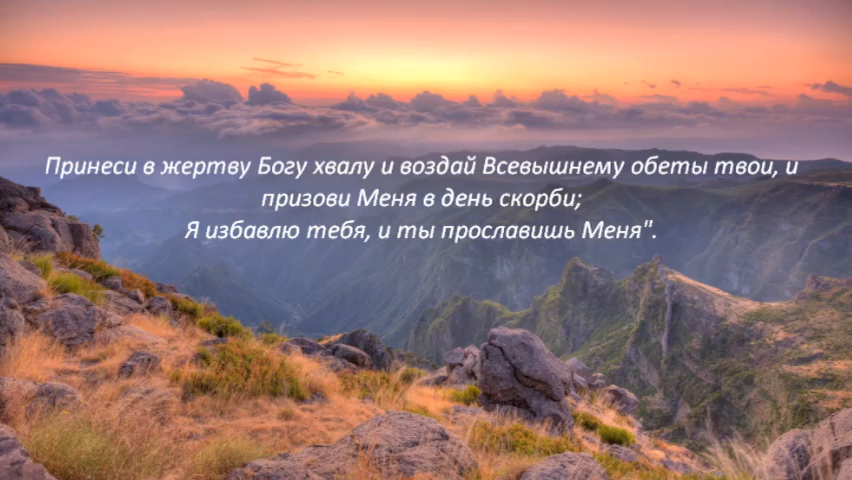 Принеси в жертву Богу хвалу и воздай Всевышнему обеты твои, и
призови Меня в день скорби;
Я избавлю тебя, и ты прославишь Меня".